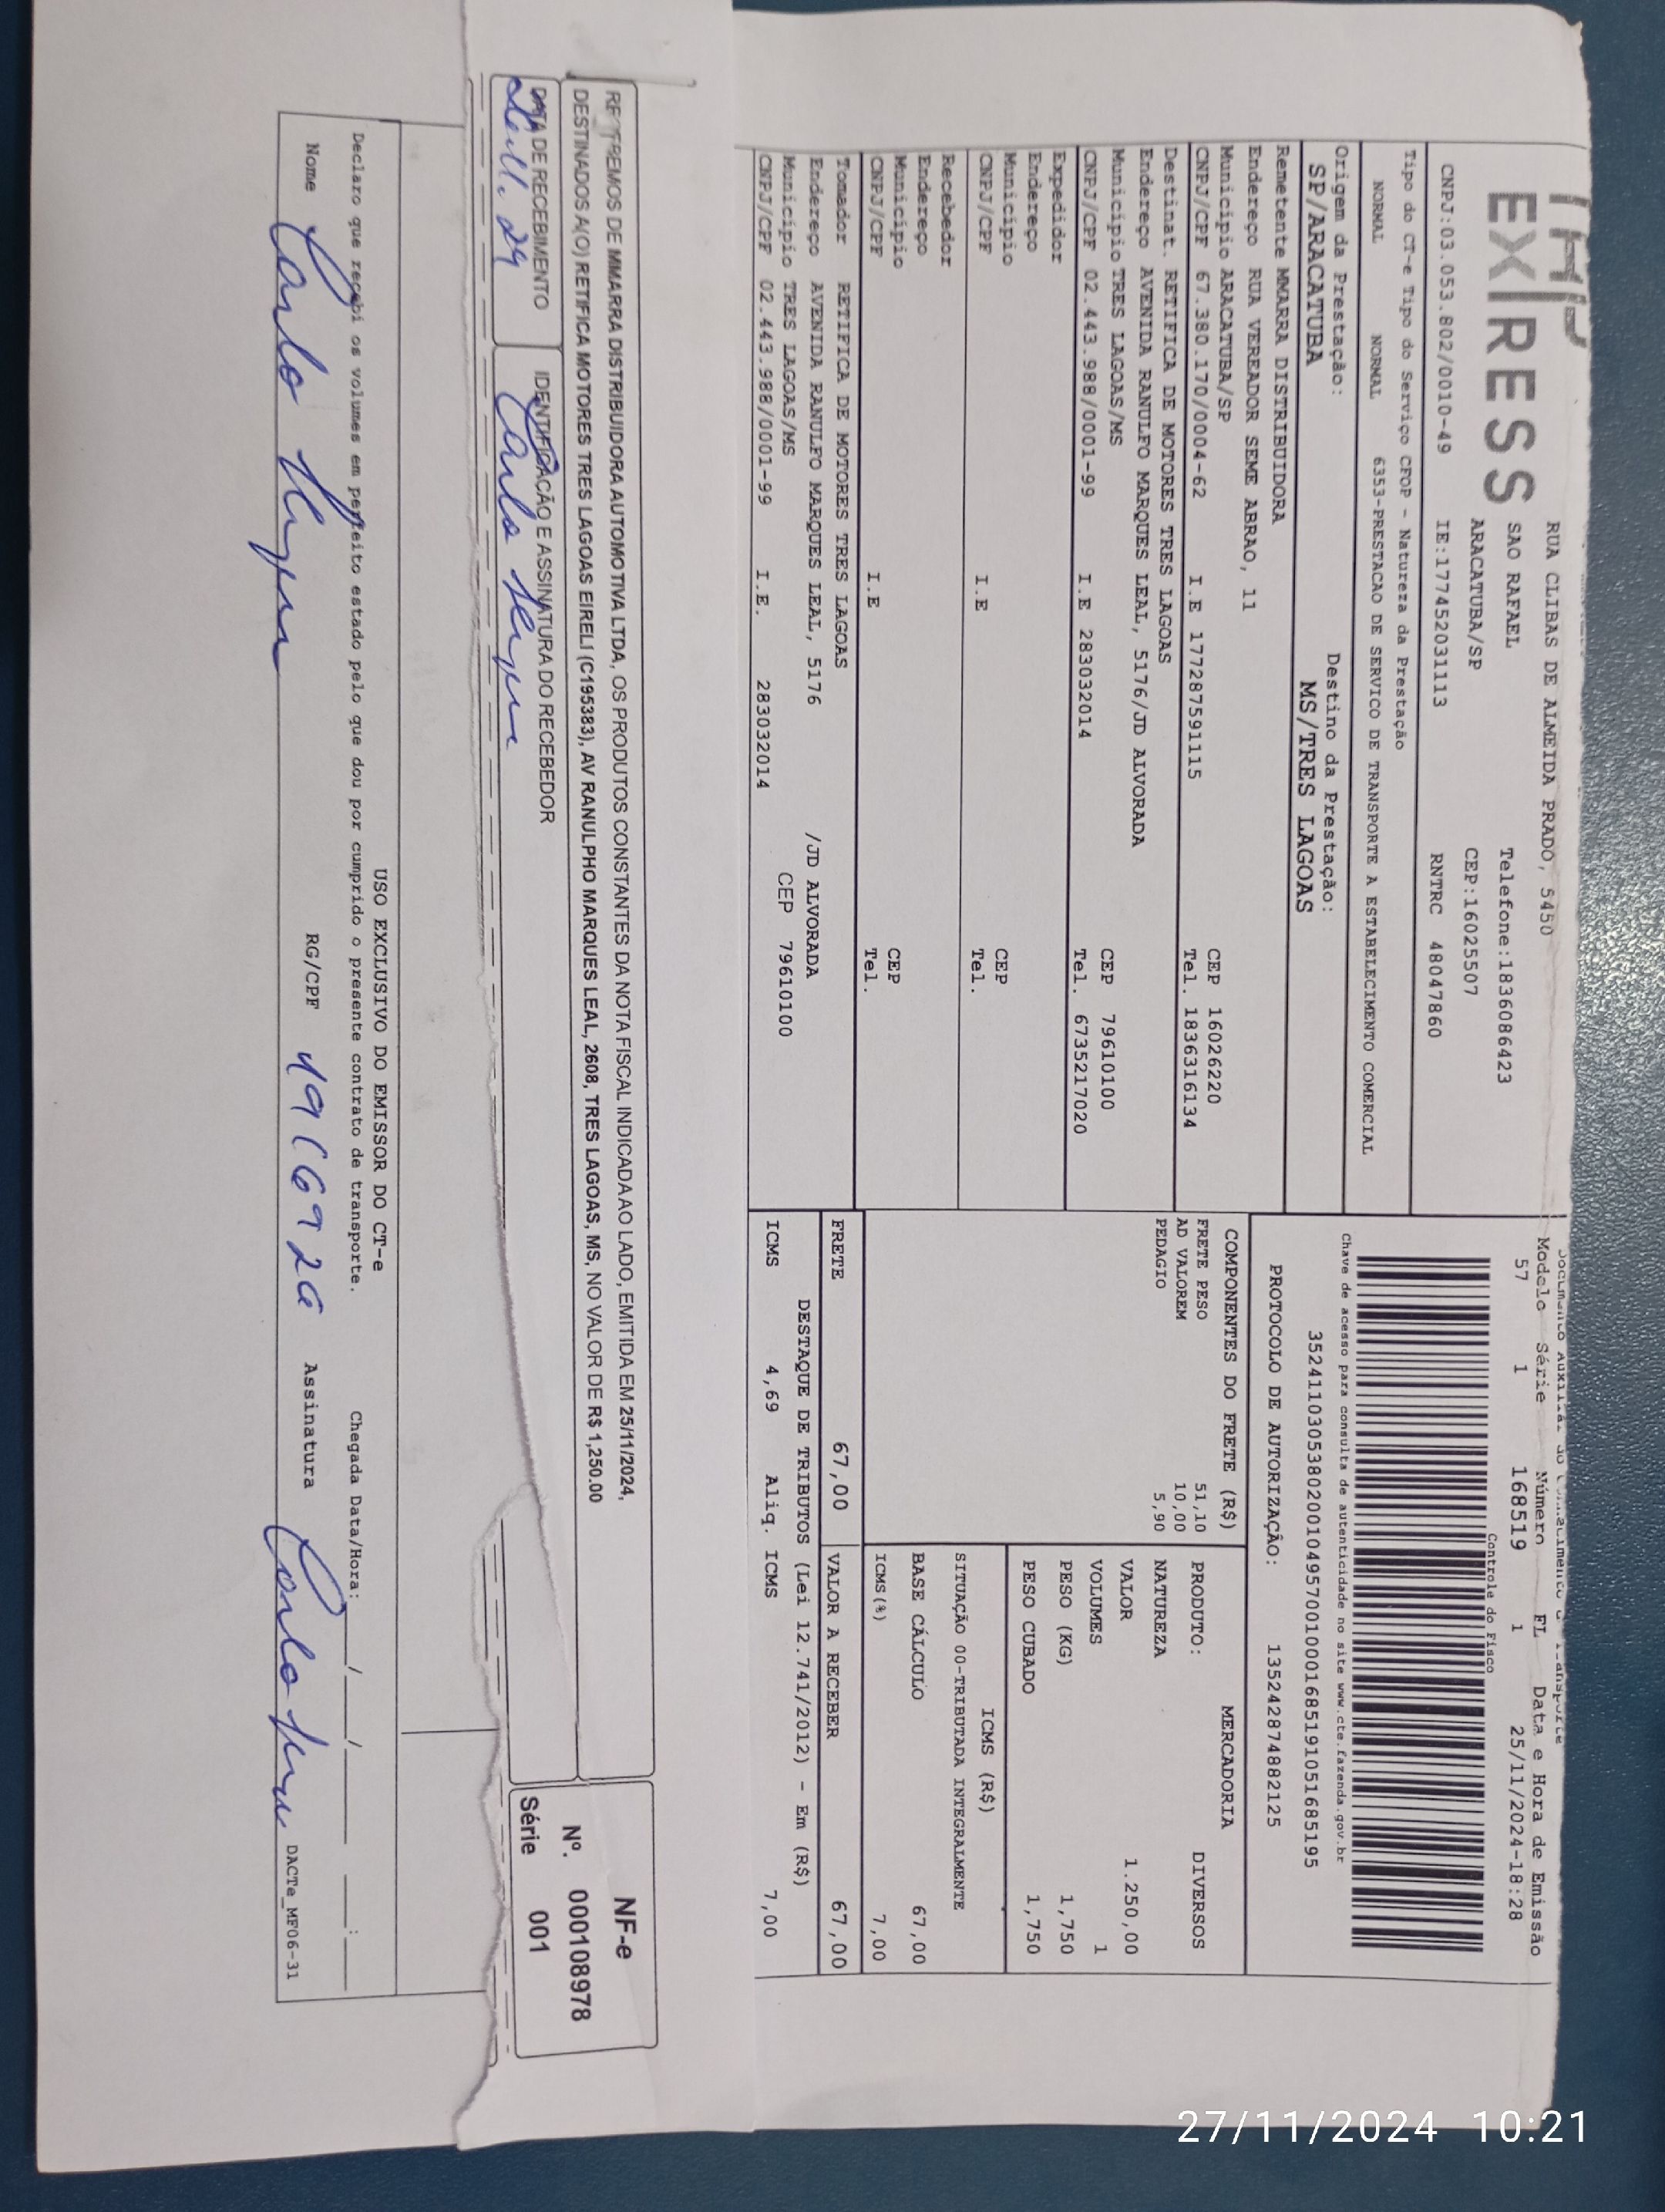 EXPRESS
RUA CLIBAS DE ALMEIDA PRADO, 5450
SAO RAFAEL Telefone:1836086423
ARACATUBA/SP CEP:16025507
CNPJ:03.053.802/0010-49 IE:177452031113 RNTRC 48047860
Tipo do CT-e Tipo do Serviço CFOP - Natureza da Prestação
NORMAL NORMAL 6353-PRESTACAO DE SERVICO DE TRANSPORTE A ESTABELECIMENTO COMERCIAL
Origem da Prestação: Destino da Prestação:
SP/ARACATUBA MS/TRES LAGOAS
Remetente MMARRA DISTRIBUIDORA
Endereço RUA VEREADOR SEME ABRAO, 11
Município ARACATUBA/SP CEP 16026220
CNPJ/CPF 67.380.170/0004-62 I.E 177287591115 Tel. 1836316134
Destinat. RETIFICA DE MOTORES TRES LAGOAS
Endereço AVENIDA RANULFO MARQUES LEAL, 5176/JD ALVORADA
Município TRES LAGOAS/MS CEP 79610100
CNPJ/CPF 02.443.988/0001-99 I.E 283032014 Tel. 6735217020
Expedidor
Endereço
Município CEP
CNPJ/CPF I.E Tel.
Recebedor
Endereço
Município CEP
CNPJ/CPF I.E Tel.
Tomador RETIFICA DE MOTORES TRES LAGOAS
Endereço AVENIDA RANULFO MARQUES LEAL, 5176 /JD ALVORADA
Município TRES LAGOAS/MS CEP 79610100
CNPJ/CPF 02.443.988/0001-99 I.E. 283032014
Documento Auxiliar do Conhecimento de Transporte
Modelo Série Número FL Data e Hora de Emissão
57 1 168519 1 25/11/2024-18:28
Controle do Fisco
Chave de acesso para consulta de autenticidade no site www.cte.fazenda.gov.br
35241103053802001049570010001685191051685195
PROTOCOLO DE AUTORIZAÇÃO: 135242874882125
COMPONENTES DO FRETE (R$)
FRETE PESO 51,10
AD VALOREM 10,00
PEDAGIO 5,90
MERCADORIA
PRODUTO: DIVERSOS
NATUREZA
VALOR 1.250,00
VOLUMES 1
PESO (KG) 1,750
PESO CUBADO 1,750
ICMS (R$)
SITUAÇÃO 00-TRIBUTADA INTEGRALMENTE
BASE CÁLCULO 67,00
ICMS(%) 7,00
FRETE 67,00 VALOR A RECEBER 67,00
DESTAQUE DE TRIBUTOS (Lei 12.741/2012) - Em (R$)
ICMS 4,69 Aliq. ICMS 7,00
DE MMARRA DISTRIBUIDORA AUTOMOTIVA LTDA, OS PRODUTOS CONSTANTES DA NOTA FISCAL INDICADA AO LADO, EMITIDA EM 25/11/2024,
DESTINADOS A(O) RETIFICA MOTORES TRES LAGOAS EIRELI (C195383), AV RANULPHO MARQUES LEAL, 2608, TRES LAGOAS, MS, NO VALOR DE R$ 1,250.00
DATA DE RECEBIMENTO IDENTIFICAÇÃO E ASSINATURA DO RECEBEDOR
Carlo
NF-e
Nº. 000108978
Série 001
USO EXCLUSIVO DO EMISSOR DO CT-e
Declaro que recebi os volumes em perfeito estado pelo que dou por cumprido o presente contrato de transporte. Chegada Data/Hora: / / :
Nome Carlo RG/CPF Assinatura Carlo
DACTe_MF06-31
27/11/2024 10:21